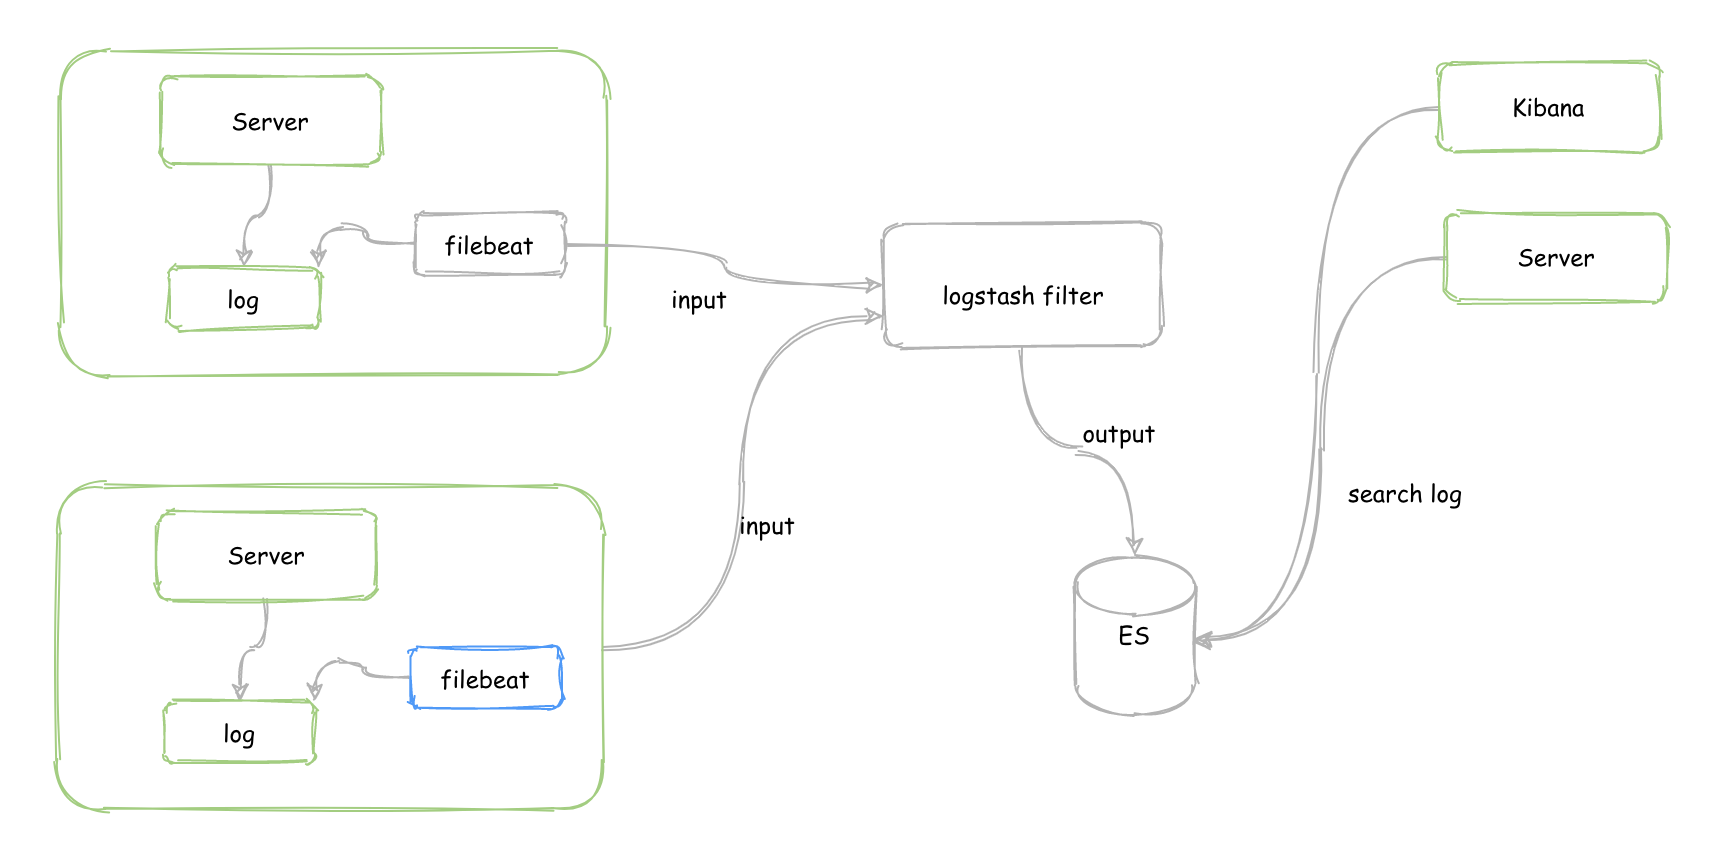 Server
filebeat
log
input
logstash filter
Kibana
Server
output
search log
Server
filebeat
log
input
ES